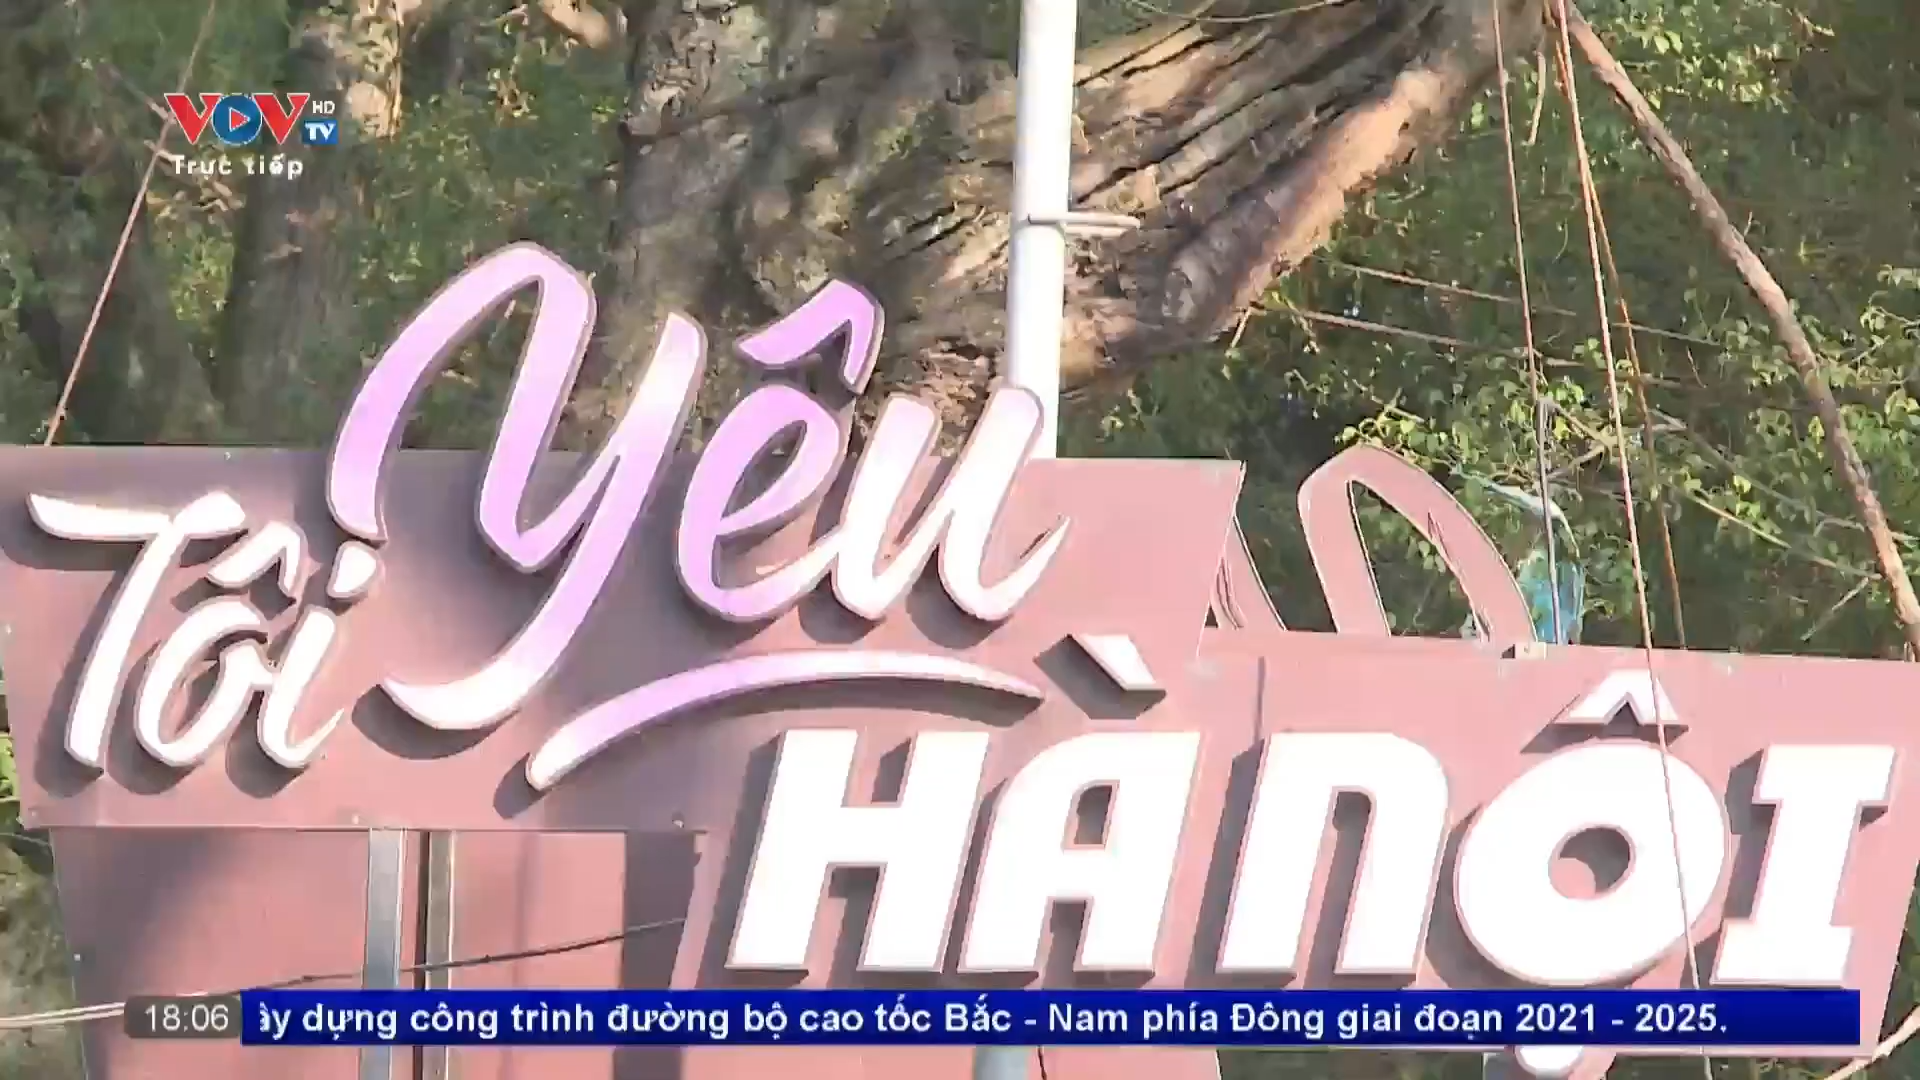 VOV HD
TV
Trực tiếp
Tôi yêu
HÀ NỘI
18:06 ây dựng công trình đường bộ cao tốc Bắc - Nam phía Đông giai đoạn 2021 - 2025.